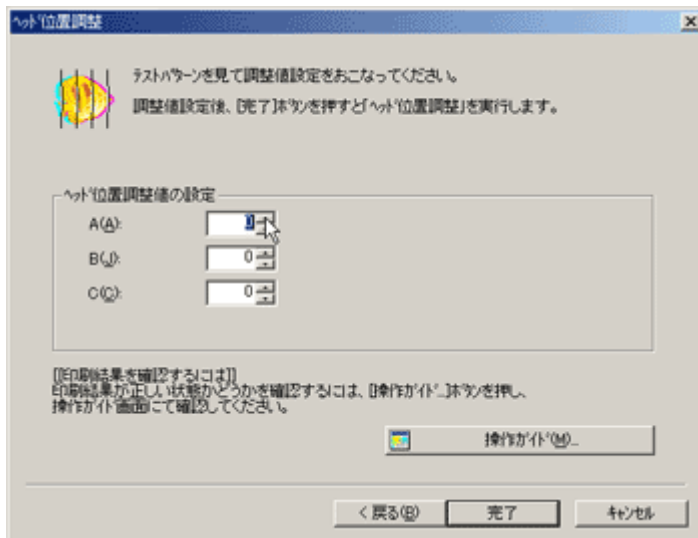 ヘッド位置調整
テストパターンを見て調整値設定をおこなってください。
調整値設定後、[完了]ボタンを押すと「ヘッド位置調整」を実行します。
ヘッド位置調整値の設定
A(A): 0
B(J): 0
C(C): 0
[[印刷結果を確認するには]]
印刷結果が正しい状態かどうかを確認するには、[操作ガイド...]ボタンを押し、
操作ガイド画面にて確認してください。
操作ガイド(M)...
< 戻る(B) 完了 キャンセル